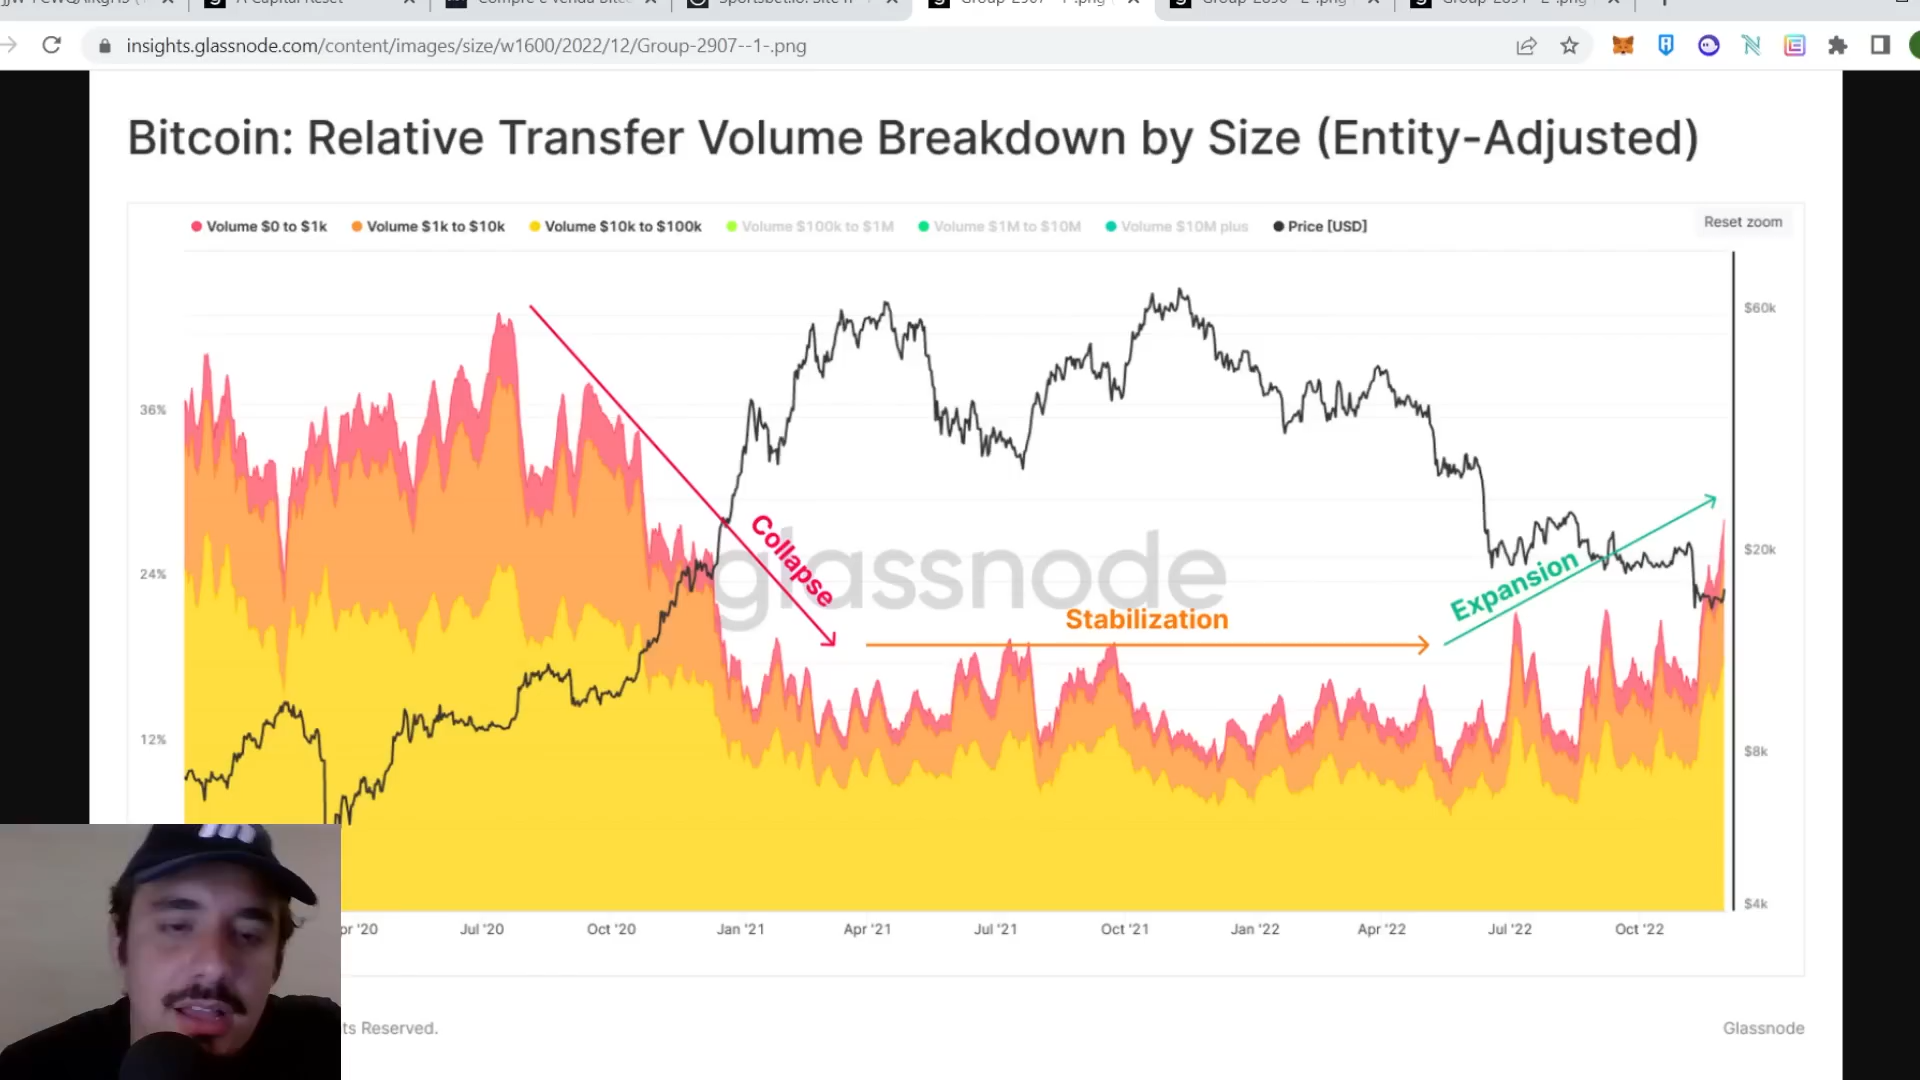 A Capital Reset
insights.glassnode.com/content/images/size/w1600/2022/12/Group-2907--1-.png
Bitcoin: Relative Transfer Volume Breakdown by Size (Entity-Adjusted)
Volume $0 to $1k Volume $1k to $10k Volume $10k to $100k Volume $100k to $1M Volume $1M to $10M Volume $10M plus Price [USD] Reset zoom
$60k
36%
Collapse
glassnode
$20k
24%
Expansion
Stabilization
12%
$8k
$4k
pr '20 Jul '20 Oct '20 Jan '21 Apr '21 Jul '21 Oct '21 Jan '22 Apr '22 Jul '22 Oct '22
ts Reserved. Glassnode